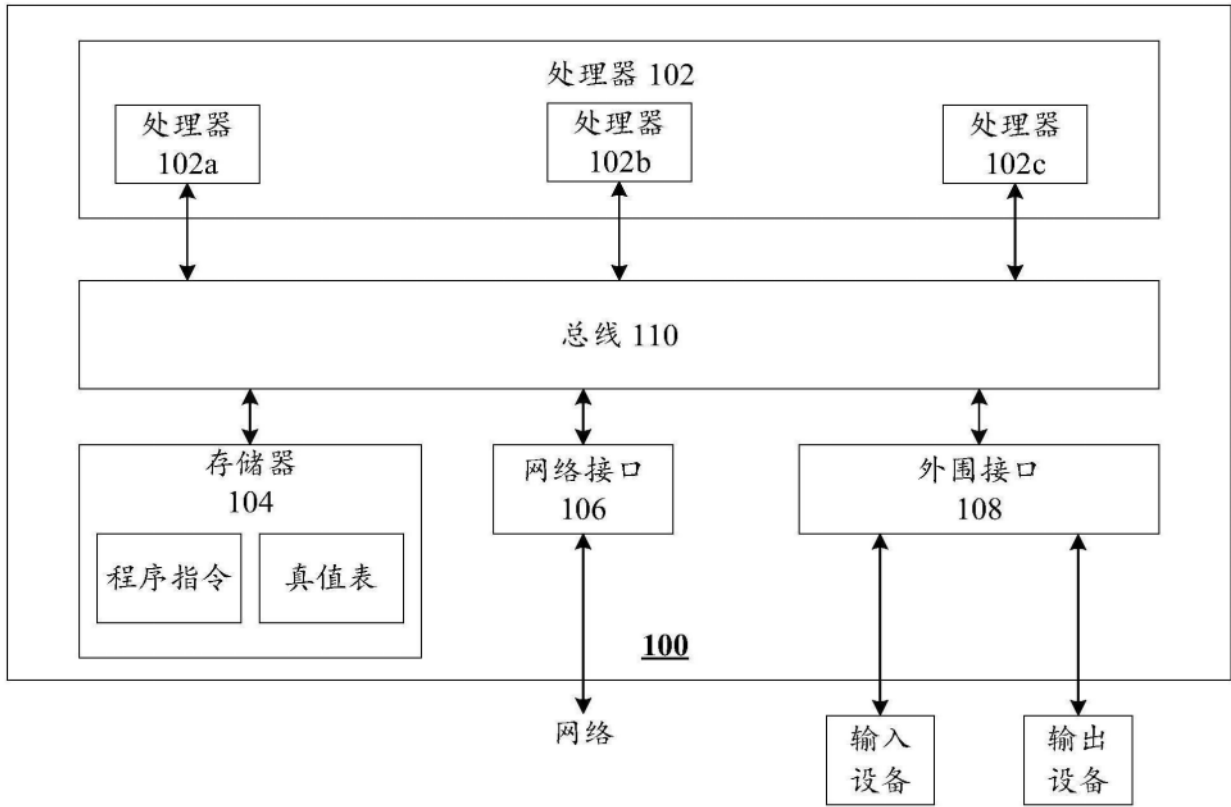 处理器 102
处理器
102a
处理器
102b
处理器
102c
总线 110
存储器
104
程序指令
真值表
网络接口
106
外围接口
108
100
网络
输入
设备
输出
设备